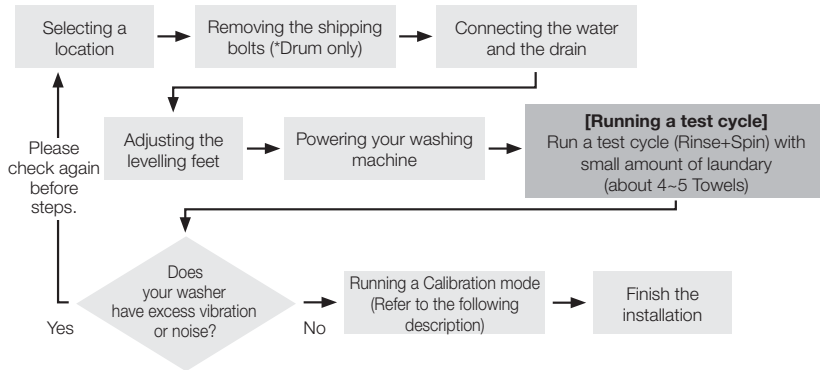 Selecting a
location
Removing the shipping
bolts (*Drum only)
Connecting the water
and the drain
Adjusting the
levelling feet
Powering your washing
machine
[Running a test cycle]
Run a test cycle (Rinse+Spin) with
small amount of laundary
(about 4~5 Towels)
Please
check again
before
steps.
Does
your washer
have excess vibration
or noise?
Yes
No
Running a Calibration mode
(Refer to the following
description)
Finish the
installation